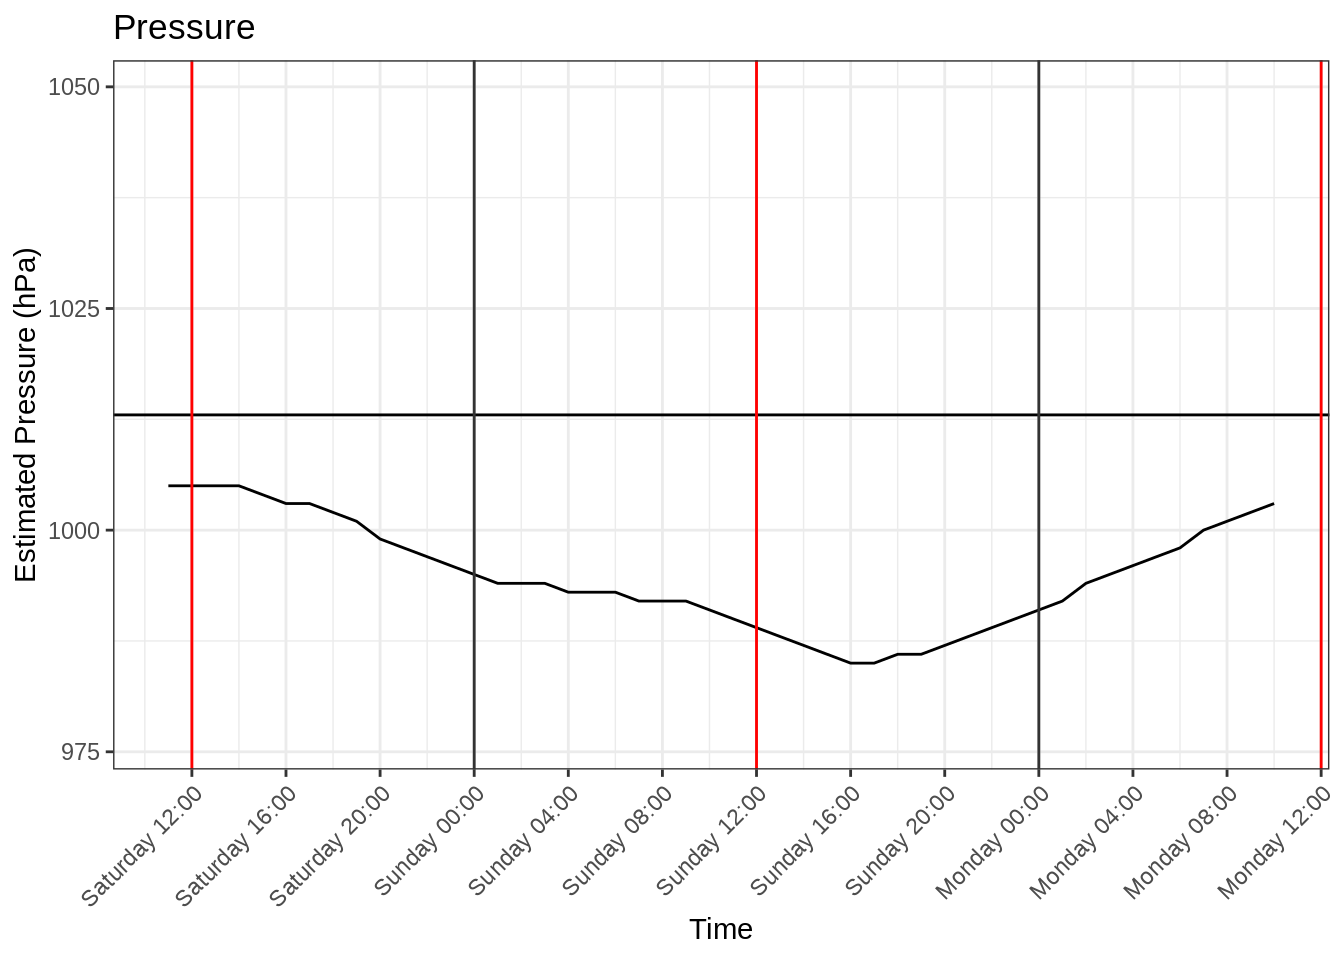 Pressure
Estimated Pressure (hPa)
1050
1025
1000
975
Saturday 12:00
Saturday 16:00
Saturday 20:00
Sunday 00:00
Sunday 04:00
Sunday 08:00
Sunday 12:00
Sunday 16:00
Sunday 20:00
Monday 00:00
Monday 04:00
Monday 08:00
Monday 12:00
Time